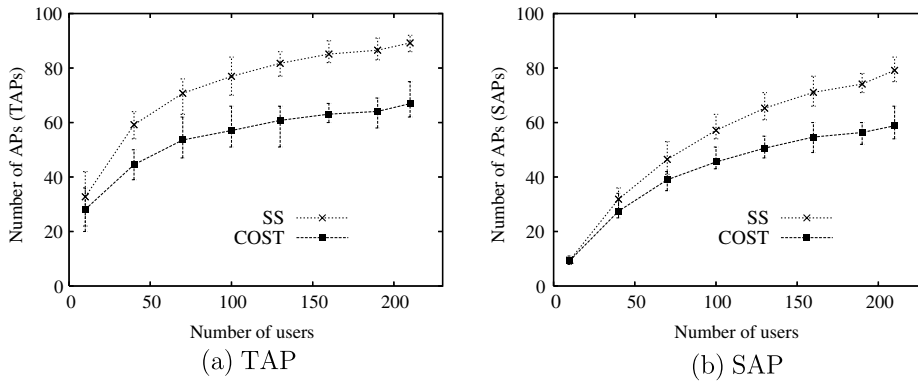 Number of APs (TAPs)
100
80
60
40
20
0
SS
COST
0 50 100 150 200
Number of users
(a) TAP
Number of APs (SAPs)
100
80
60
40
20
0
SS
COST
0 50 100 150 200
Number of users
(b) SAP